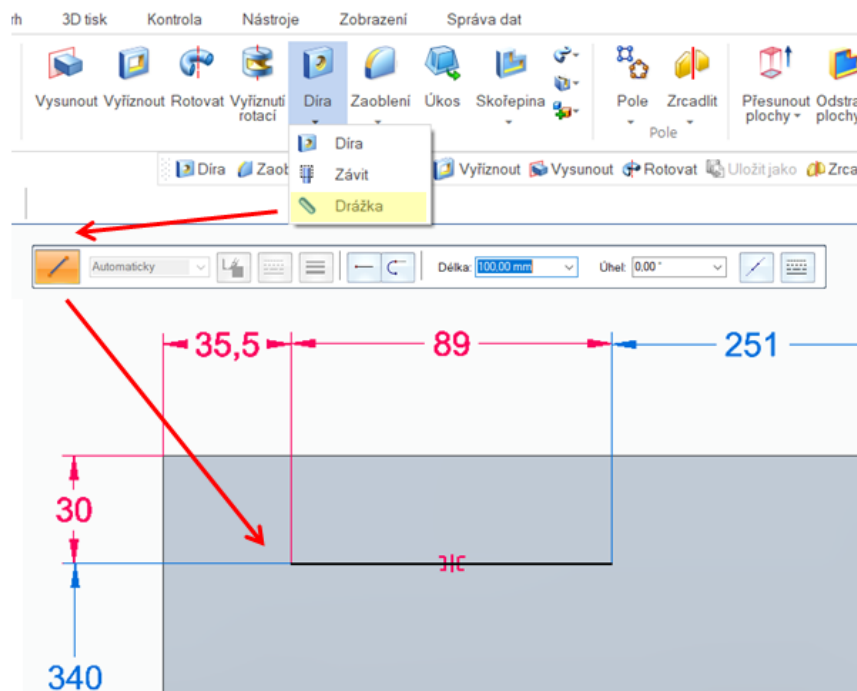 rh 3D tisk Kontrola Nástroje Zobrazení Správa dat
Vysunout Vyříznout Rotovat Vyříznutí rotací Díra Zaoblení Úkos Skořepina Pole Zrcadlit Přesunout plochy Odstra plochy
Pole
Díra
Závit
Drážka
Díra Zaob Vyříznout Vysunout Rotovat Uložit jako Zrca
Automaticky Délka: 100.00 mm Úhel: 0.00 °
35,5 89 251
30
340